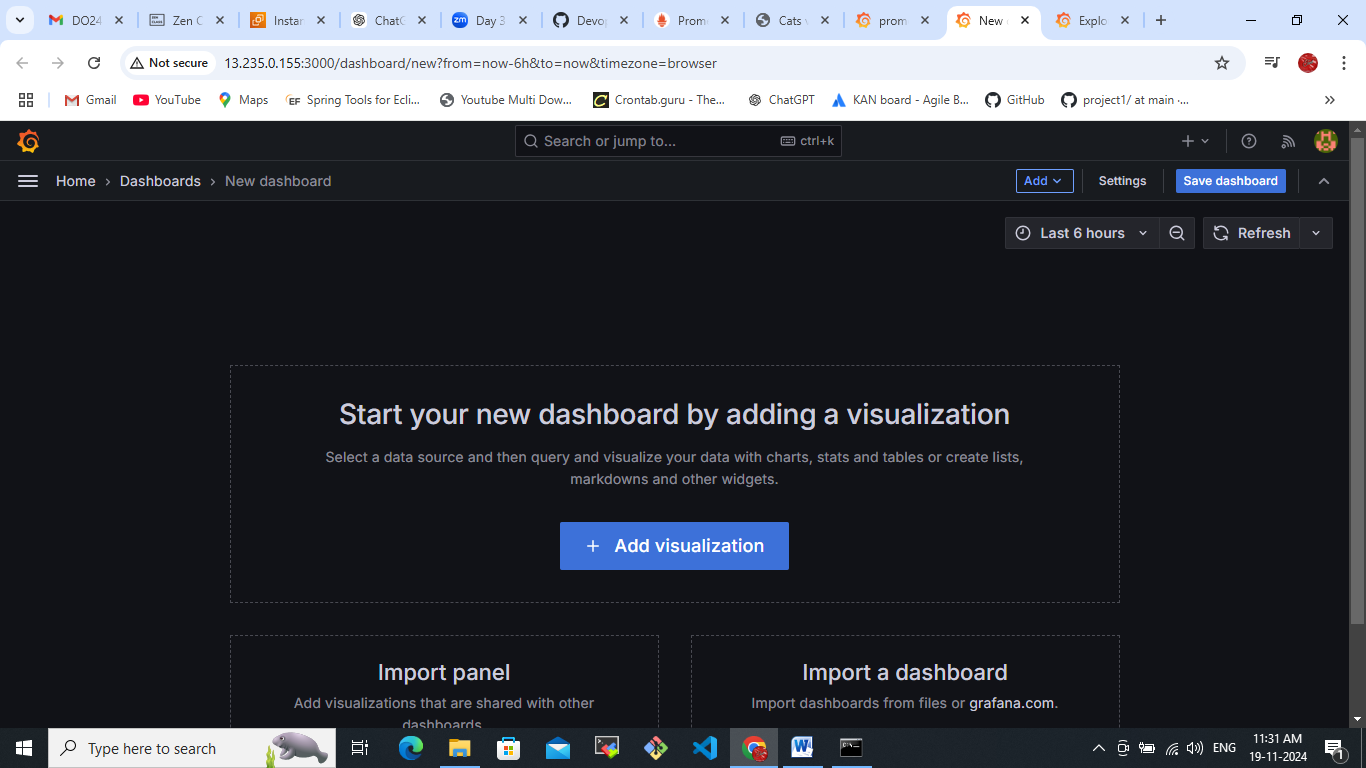 DO24
Zen C
Instan
ChatG
Day 3
Devop
Prom
Cats v
prom
New
Explo
Not secure
13.235.0.155:3000/dashboard/new?from=now-6h&to=now&timezone=browser
Gmail
YouTube
Maps
EF Spring Tools for Ecli...
Youtube Multi Dow...
Crontab.guru - The...
ChatGPT
KAN board - Agile B...
GitHub
project1/ at main ·...
Search or jump to...
ctrl+k
Home › Dashboards › New dashboard
Add
Settings
Save dashboard
Last 6 hours
Refresh
Start your new dashboard by adding a visualization
Select a data source and then query and visualize your data with charts, stats and tables or create lists,
markdowns and other widgets.
+ Add visualization
Import panel
Add visualizations that are shared with other
dashboards.
Import a dashboard
Import dashboards from files or grafana.com.
Type here to search
ENG
11:31 AM
19-11-2024
1